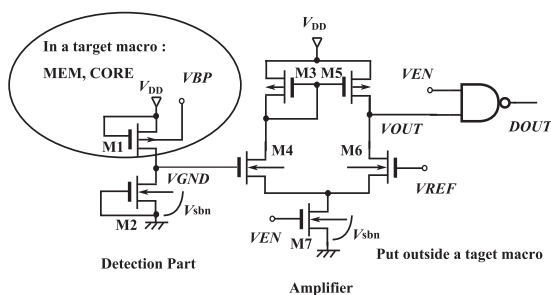 In a target macro :
MEM, CORE
VDD
VBP
M1
VGND
M2
Vsbn
Detection Part
VDD
M3 M5
M4
M6
VEN
VOUT
DOUT
VREF
VEN
M7
Vsbn
Put outside a taget macro
Amplifier